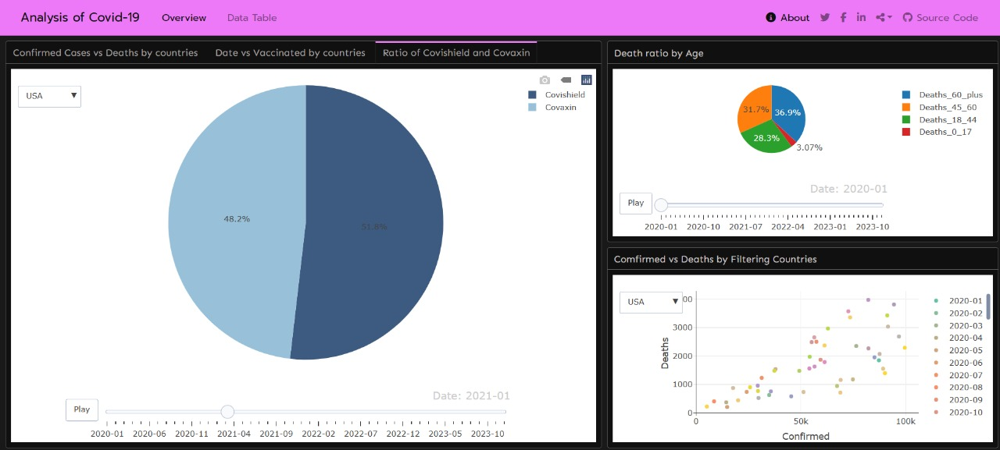 Analysis of Covid-19 Overview Data Table About Source Code
Confirmed Cases vs Deaths by countries Date vs Vaccinated by countries Ratio of Covishield and Covaxin
USA
Covishield
Covaxin
48.2% 51.8%
Date: 2021-01
Play
2020-01 2020-06 2020-11 2021-04 2021-09 2022-02 2022-07 2022-12 2023-05 2023-10
Death ratio by Age
31.7% 36.9%
28.3%
3.07%
Deaths_60_plus
Deaths_45_60
Deaths_18_44
Deaths_0_17
Date: 2020-01
Play
2020-01 2020-10 2021-07 2022-04 2023-01 2023-10
Comfirmed vs Deaths by Filtering Countries
USA
3000
2000
1000
0
Deaths
0 50k 100k
Confirmed
2020-01
2020-02
2020-03
2020-04
2020-05
2020-06
2020-07
2020-08
2020-09
2020-10